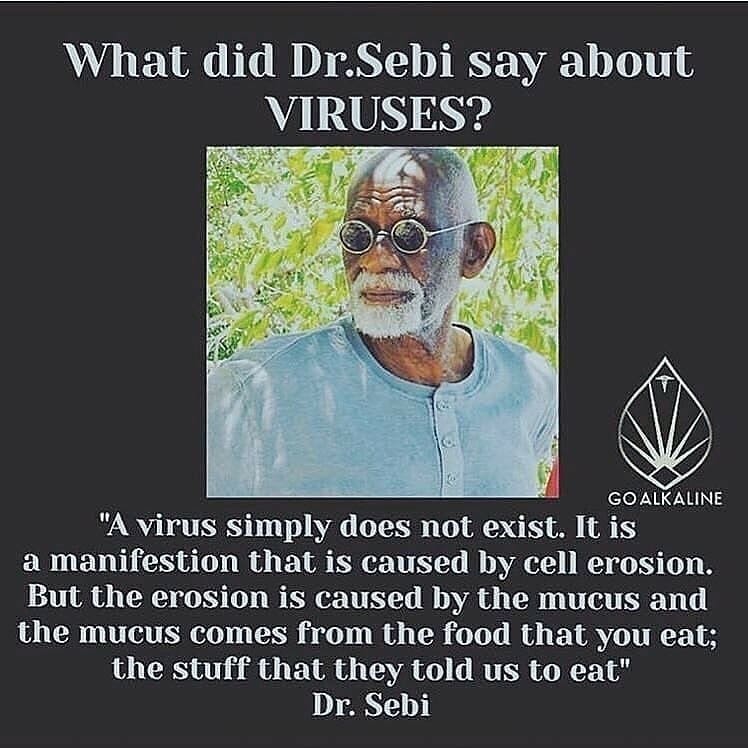 What did Dr.Sebi say about
VIRUSES?
GO ALKALINE
"A virus simply does not exist. It is
a manifestion that is caused by cell erosion.
But the erosion is caused by the mucus and
the mucus comes from the food that you eat;
the stuff that they told us to eat"
Dr. Sebi